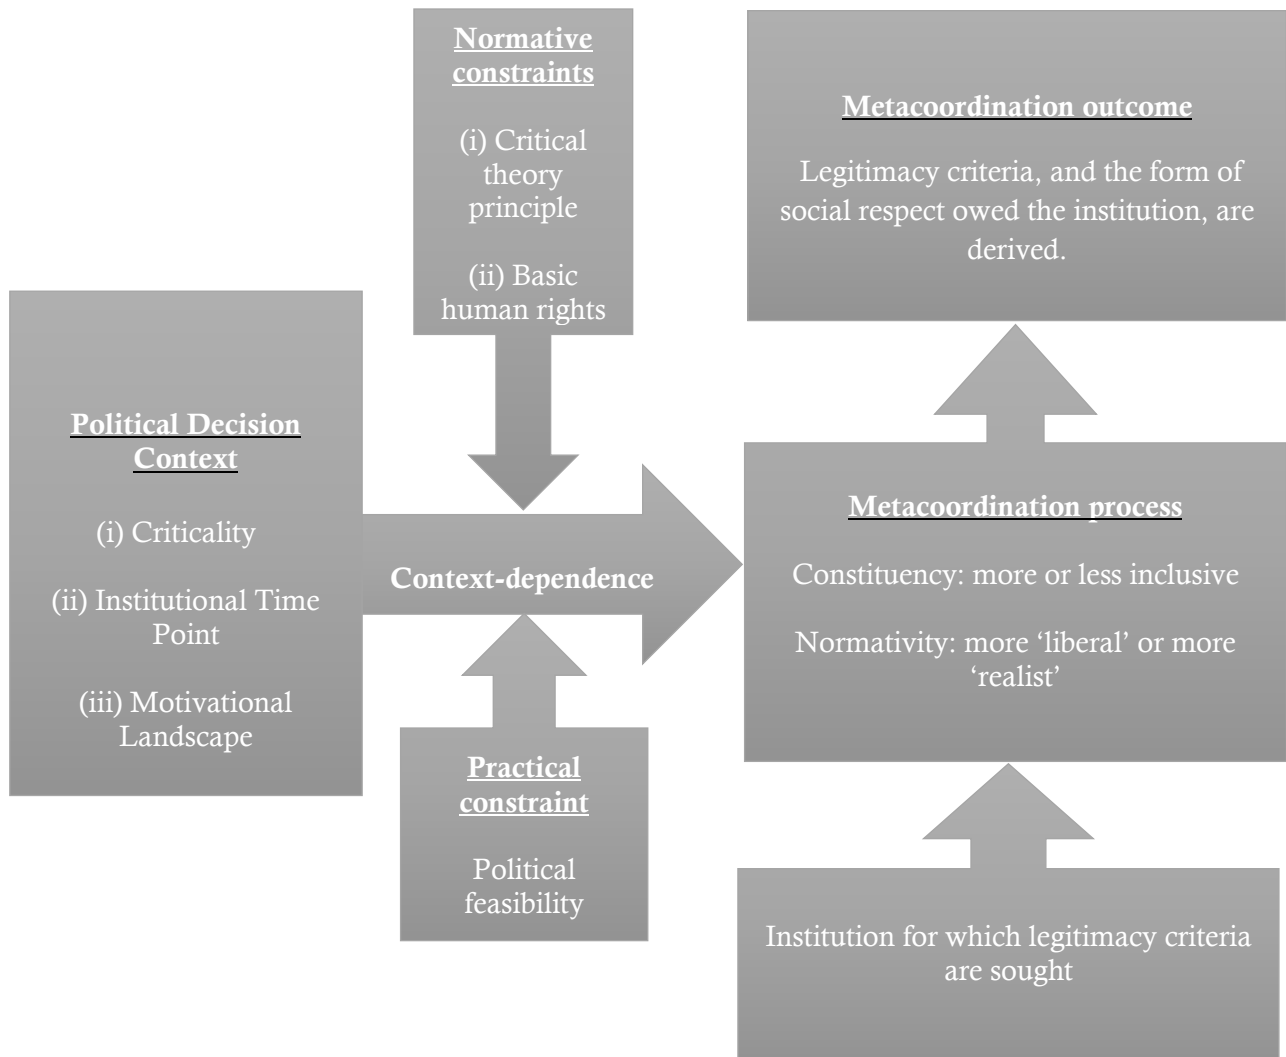 Normative
constraints
(i) Critical
theory
principle
(ii) Basic
human rights
Metacoordination outcome
Legitimacy criteria, and the form of
social respect owed the institution, are
derived.
Political Decision
Context
(i) Criticality
(ii) Institutional Time
Point
(iii) Motivational
Landscape
Context-dependence
Metacoordination process
Constituency: more or less inclusive
Normativity: more ‘liberal’ or more
‘realist’
Practical
constraint
Political
feasibility
Institution for which legitimacy criteria
are sought